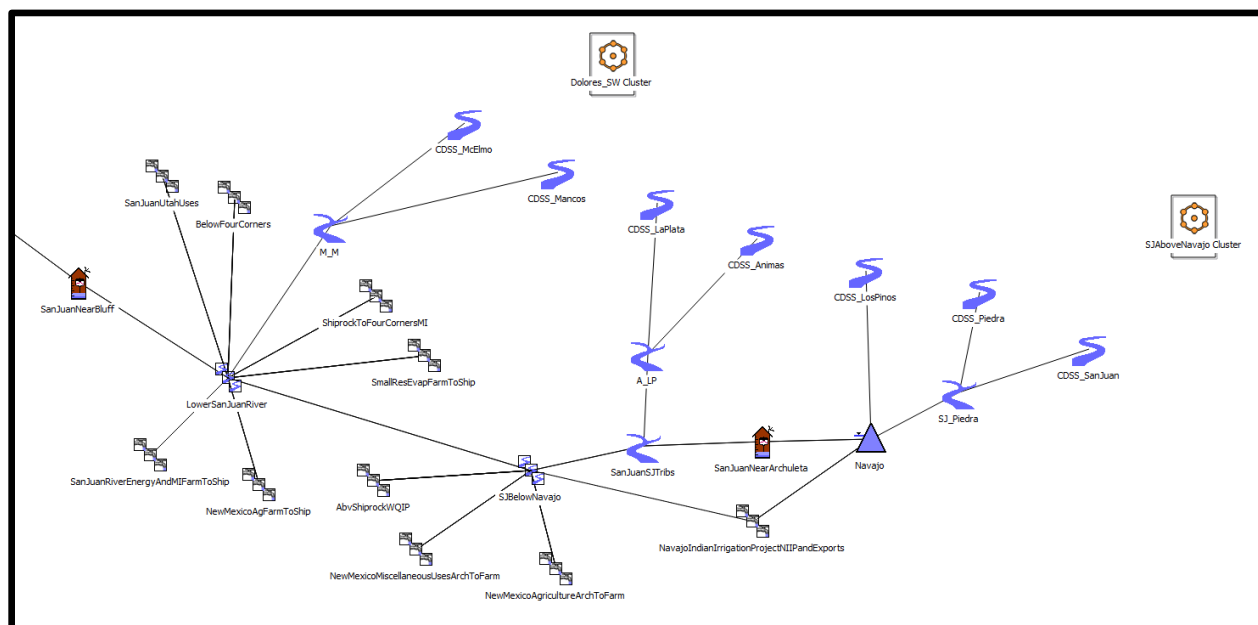 Dolores_SW Cluster
CDSS_McElmo
CDSS_Mancos
SanJuanUtahUses
BelowFourCorners
CDSS_LaPlata
M_M
SJAboveNavajo Cluster
CDSS_Animas
CDSS_LosPinos
SanJuanNearBluff
CDSS_Piedra
ShiprockToFourCornersMI
CDSS_SanJuan
SmallResEvapFarmToShip
A_LP
LowerSanJuanRiver
SJ_Piedra
SanJuanSJTribs
SanJuanNearArchuleta
Navajo
SanJuanRiverEnergyAndMIFarmToShip
SJBelowNavajo
AbvShiprockWQIP
NewMexicoAgFarmToShip
NavajoIndianIrrigationProjectNIIPandExports
NewMexicoMiscellaneousUsesArchToFarm
NewMexicoAgricultureArchToFarm